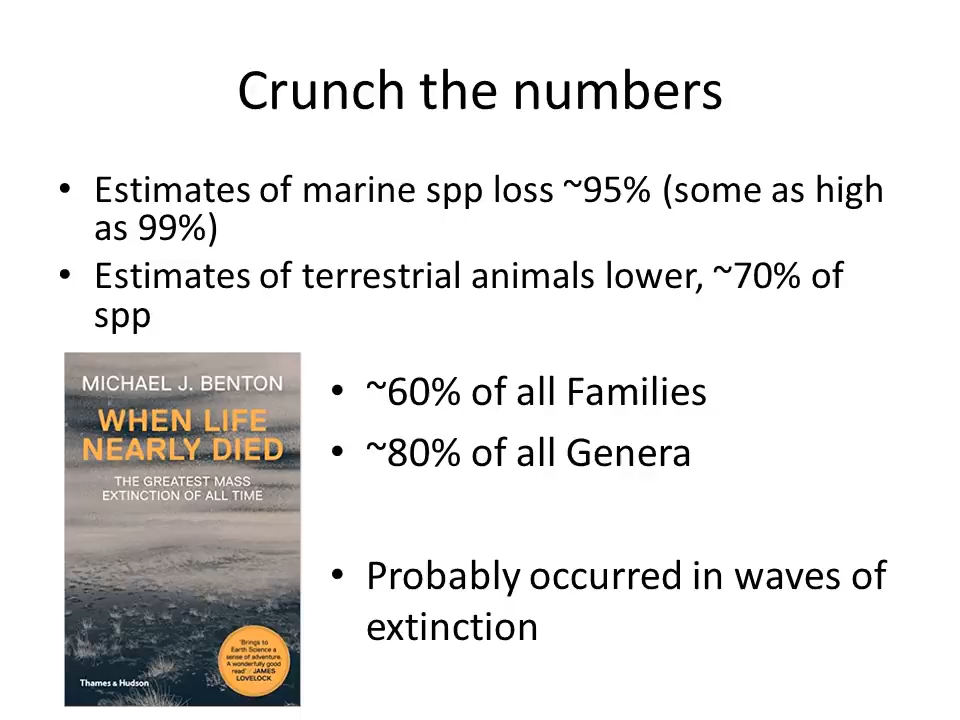 Crunch the numbers
• Estimates of marine spp loss ~95% (some as high
as 99%)
• Estimates of terrestrial animals lower, ~70% of
spp
MICHAEL J. BENTON
WHEN LIFE
NEARLY DIED
THE GREATEST MASS
EXTINCTION OF ALL TIME
'Brings to
Earth Science a
sense of adventure.
A wonderfully good
read' JAMES
LOVELOCK
Thames & Hudson
• ~60% of all Families
• ~80% of all Genera
• Probably occurred in waves of
extinction